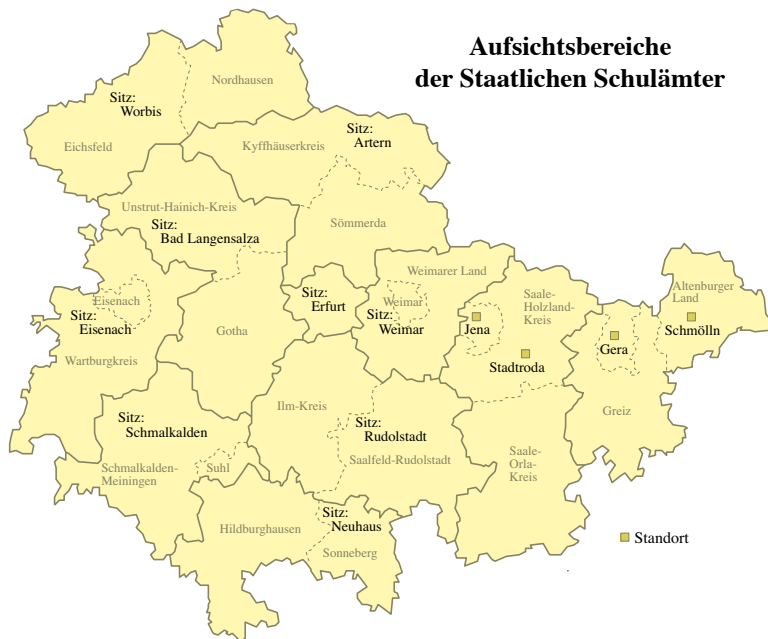 Aufsichtsbereiche
der Staatlichen Schulämter
Nordhausen
Sitz:
Worbis
Eichsfeld
Sitz:
Artern
Kyffhäuserkreis
Unstrut-Hainich-Kreis
Sitz:
Bad Langensalza
Sömmerda
Weimarer Land
Eisenach
Sitz:
Eisenach
Wartburgkreis
Gotha
Sitz:
Erfurt
Weimar
Sitz:
Weimar
Jena
Saale-
Holzland-
Kreis
Stadtroda
Gera
Greiz
Altenburger
Land
Schmölln
Sitz:
Schmalkalden
Schmalkalden-
Meiningen
Suhl
Ilm-Kreis
Sitz:
Rudolstadt
Saalfeld-Rudolstadt
Saale-
Orla-
Kreis
Hildburghausen
Sitz:
Neuhaus
Sonneberg
Standort